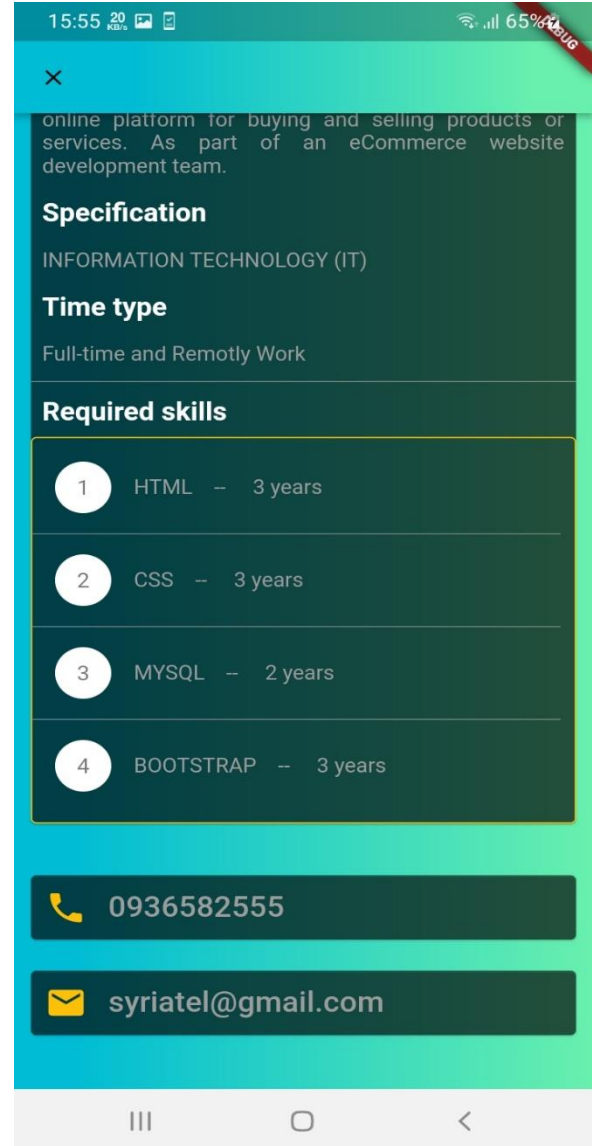 15:55 20 KB/s 65%
DEBUG
online platform for buying and selling products or
services. As part of an eCommerce website
development team.
Specification
INFORMATION TECHNOLOGY (IT)
Time type
Full-time and Remotly Work
Required skills
1 HTML -- 3 years
2 CSS -- 3 years
3 MYSQL -- 2 years
4 BOOTSTRAP -- 3 years
0936582555
syriatel@gmail.com